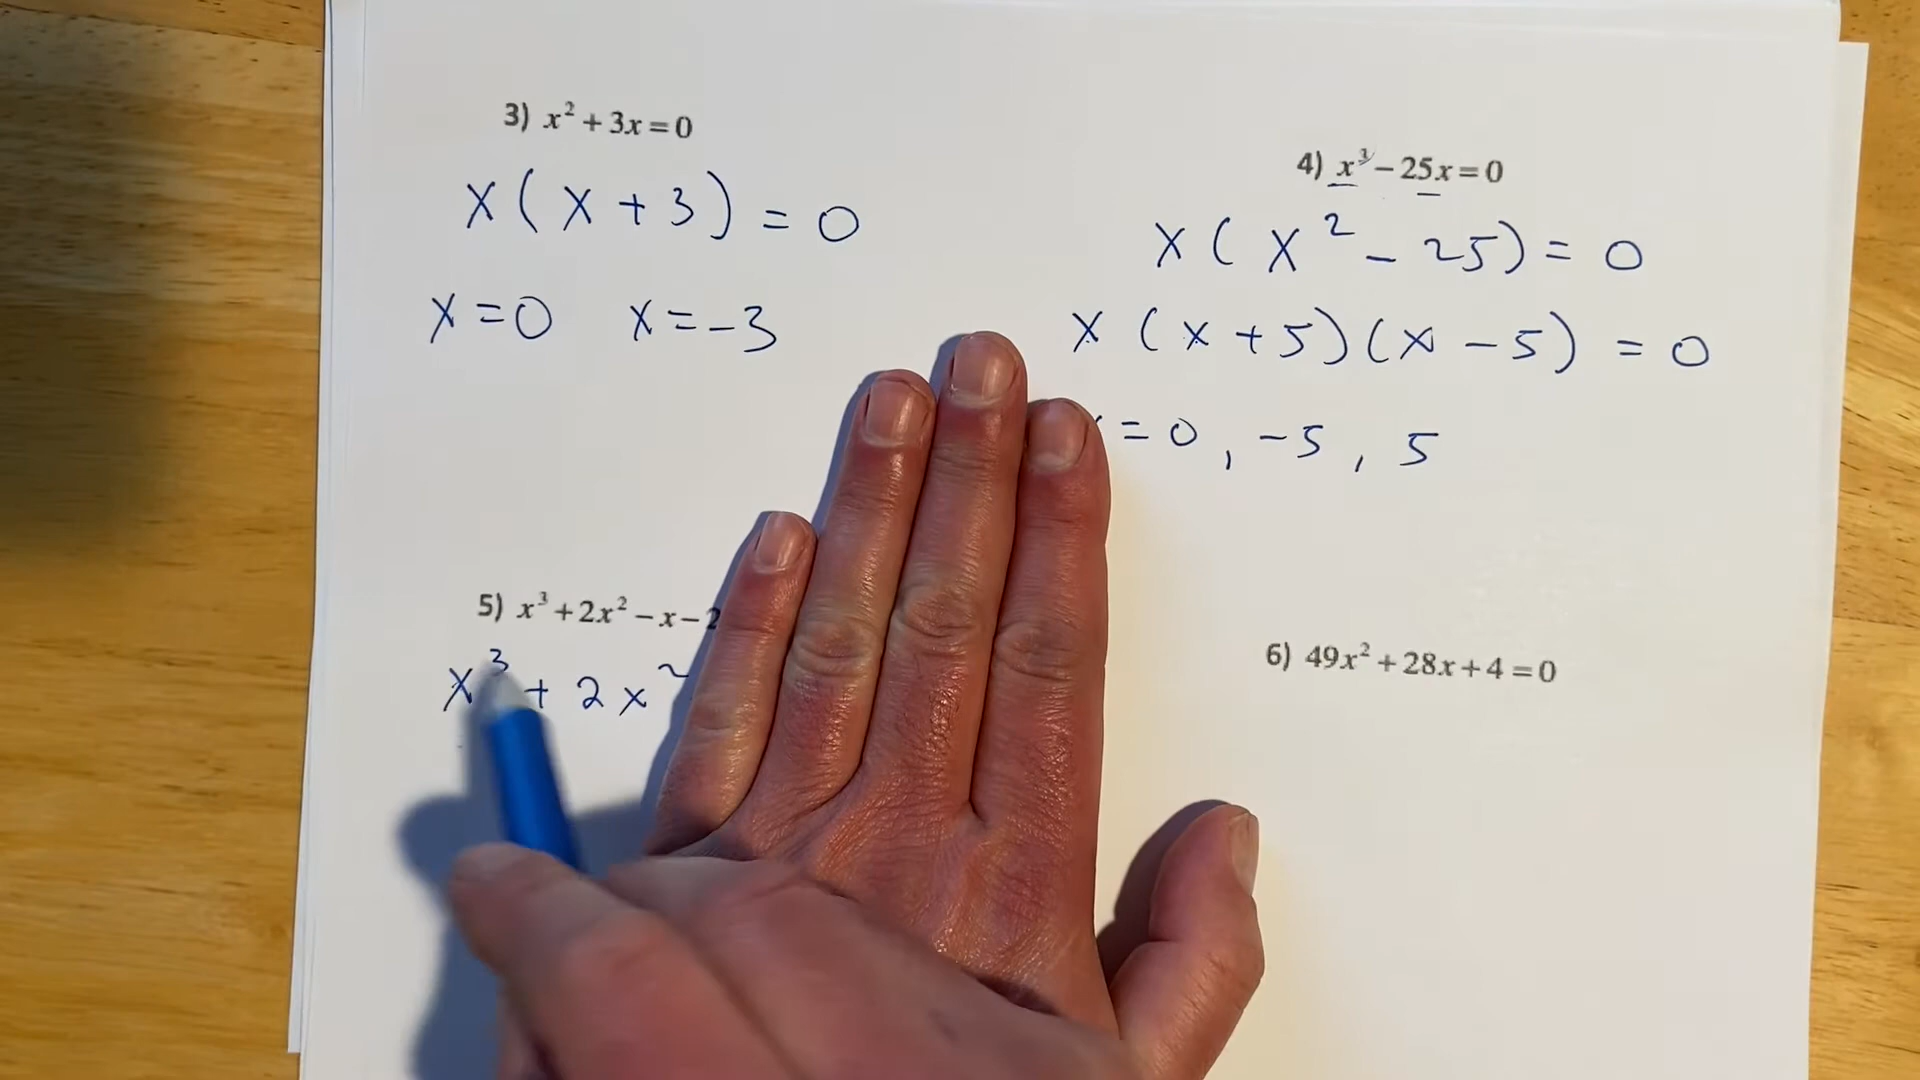 3) x² + 3x = 0
x(x + 3) = 0
x = 0 x = -3
4) x³ – 25x = 0
x(x² - 25) = 0
x(x + 5)(x - 5) = 0
= 0, -5, 5
5) x³ + 2x² – x – 2
x³ + 2x²
6) 49x² + 28x + 4 = 0